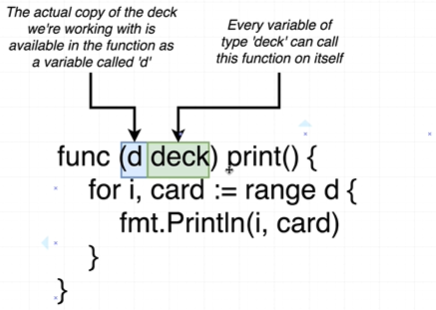 The actual copy of the deck
we're working with is
available in the function as
a variable called 'd'
Every variable of
type 'deck' can call
this function on itself
func (d deck) print() {
for i, card := range d {
fmt.Println(i, card)
}
}